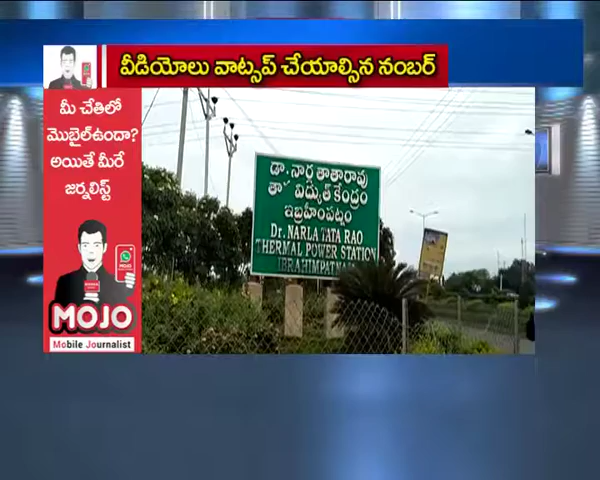 వీడియోలు వాట్సప్ చేయాల్సిన నంబర్
మీ చేతిలో
మొబైల్ఉందా?
అయితే మీరే
జర్నలిస్ట్
MOJO
Mobile Journalist
డా. నార్ల తాతారావు
తా విద్యుత్ కేంద్రం
ఇబ్రహీంపట్నం
Dr. NARLA TATA RAO
THERMAL POWER STATION
IBRAHIMPATNAM